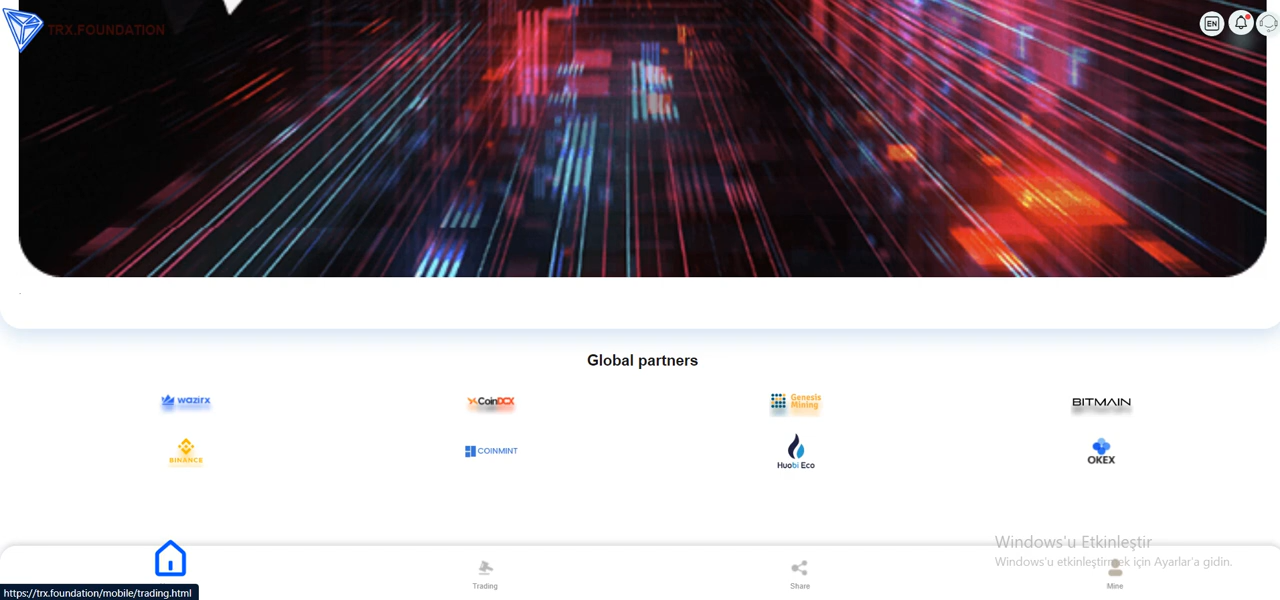 TRX.FOUNDATION
EN
Global partners
wazirx
CoinDCX
Genesis
Mining
BITMAIN
BINANCE
COINMINT
Huobi Eco
OKEX
Windows'u Etkinleştir
Windows'u etkinleştirmek için Ayarlar'a gidin.
Trading
Share
Mine
https://trx.foundation/mobile/trading.html